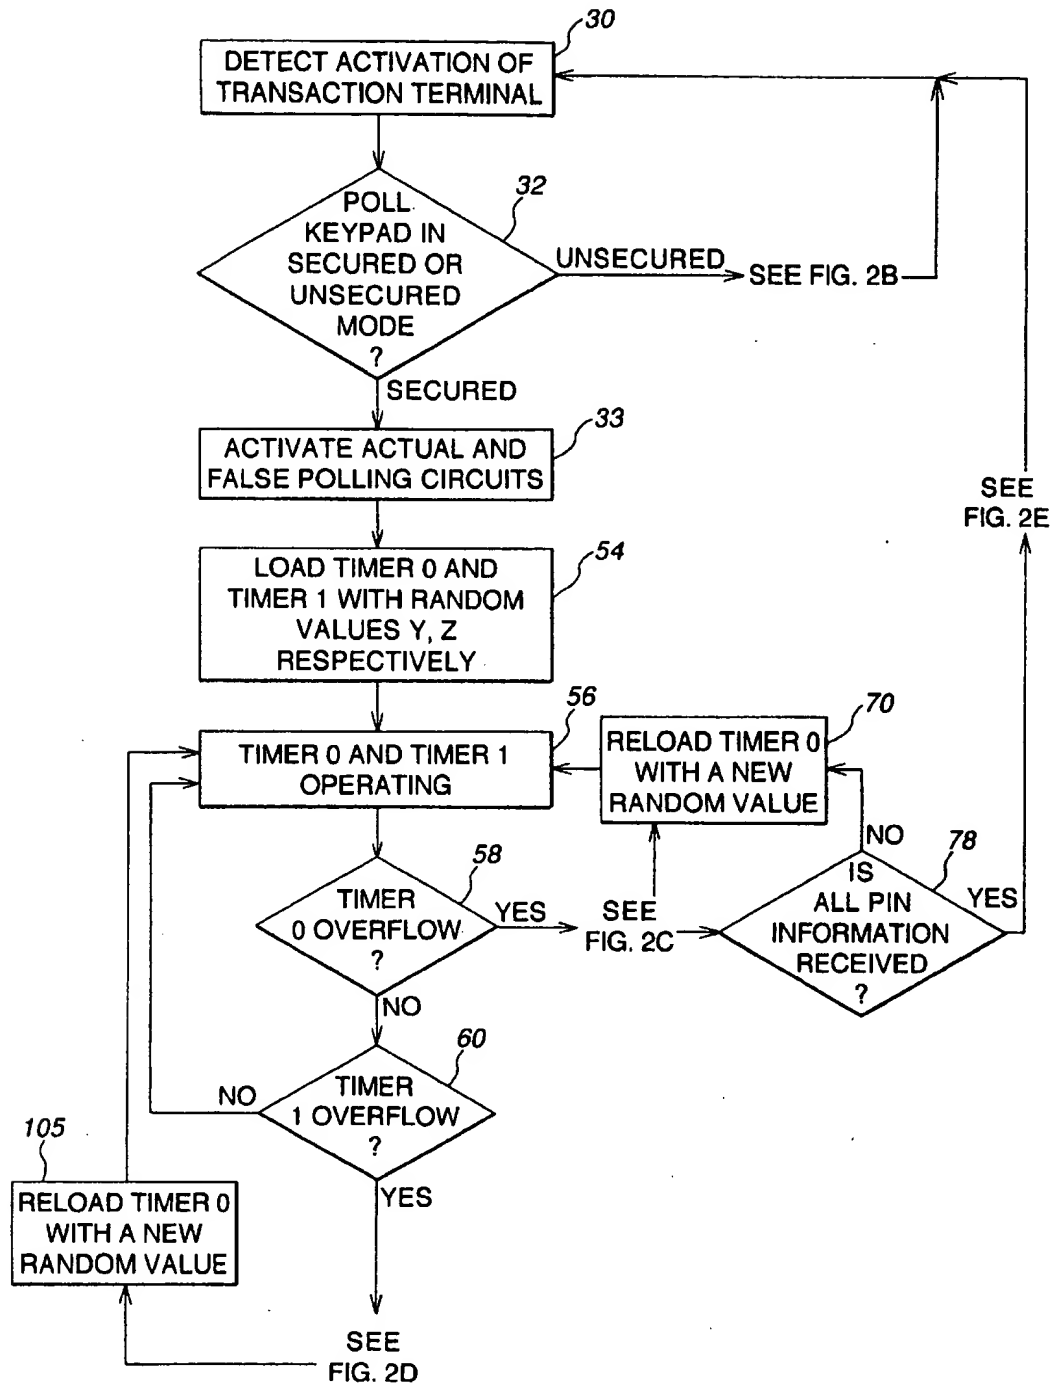 30
DETECT ACTIVATION OF
TRANSACTION TERMINAL
32
POLL
KEYPAD IN
SECURED OR
UNSECURED
MODE
?
UNSECURED
SEE FIG. 2B
SECURED
33
ACTIVATE ACTUAL AND
FALSE POLLING CIRCUITS
SEE
FIG. 2E
54
LOAD TIMER 0 AND
TIMER 1 WITH RANDOM
VALUES Y, Z
RESPECTIVELY
56
TIMER 0 AND TIMER 1
OPERATING
70
RELOAD TIMER 0
WITH A NEW
RANDOM VALUE
58
TIMER
0 OVERFLOW
?
YES
SEE
FIG. 2C
NO
78
IS
ALL PIN
INFORMATION
RECEIVED
?
YES
NO
60
TIMER
1 OVERFLOW
?
NO
YES
105
RELOAD TIMER 0
WITH A NEW
RANDOM VALUE
SEE
FIG. 2D